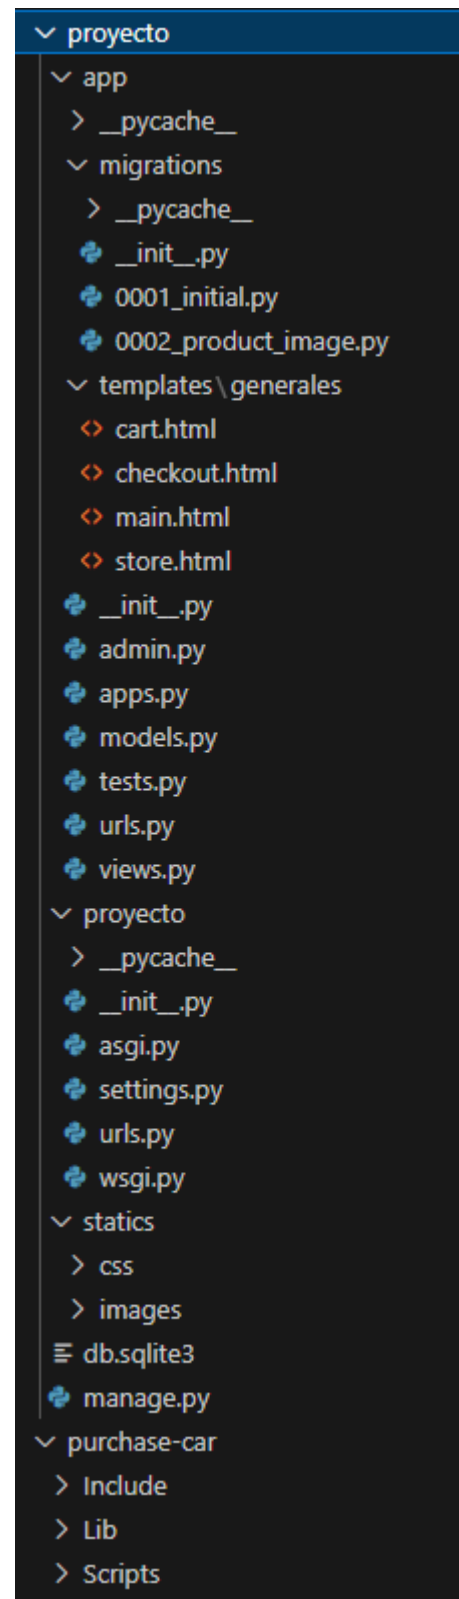 proyecto
app
__pycache__
migrations
__pycache__
__init__.py
0001_initial.py
0002_product_image.py
templates\generales
cart.html
checkout.html
main.html
store.html
__init__.py
admin.py
apps.py
models.py
tests.py
urls.py
views.py
proyecto
__pycache__
__init__.py
asgi.py
settings.py
urls.py
wsgi.py
statics
css
images
db.sqlite3
manage.py
purchase-car
Include
Lib
Scripts